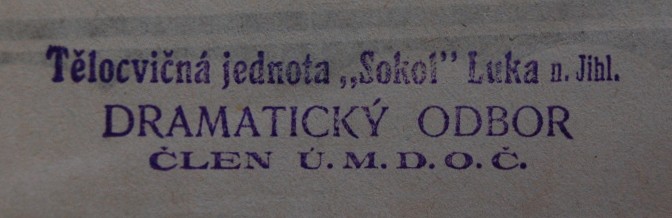 Tělocvičná jednota „Sokol" Luka n. Jihl.
DRAMATICKÝ ODBOR
ČLEN Ú. M. D. O. Č.